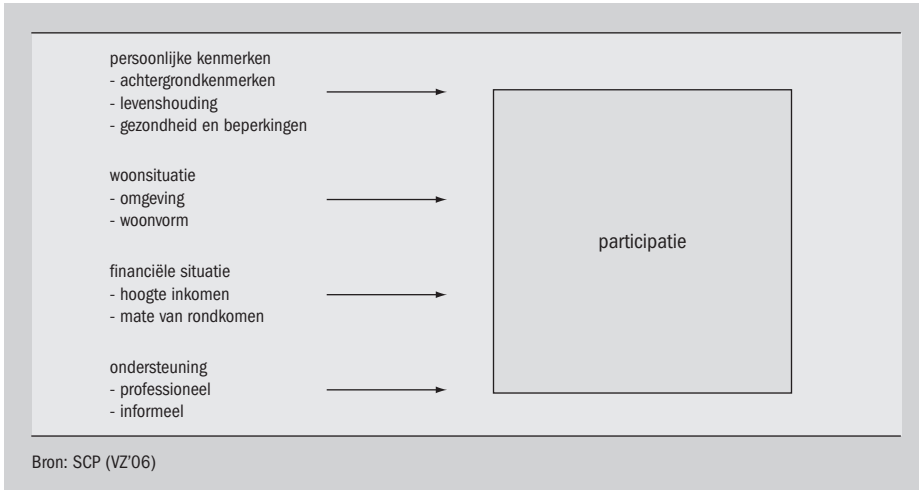 persoonlijke kenmerken
- achtergrondkenmerken
- levenshouding
- gezondheid en beperkingen
woonsituatie
- omgeving
- woonvorm
financiële situatie
- hoogte inkomen
- mate van rondkomen
ondersteuning
- professioneel
- informeel
participatie
Bron: SCP (VZ'06)